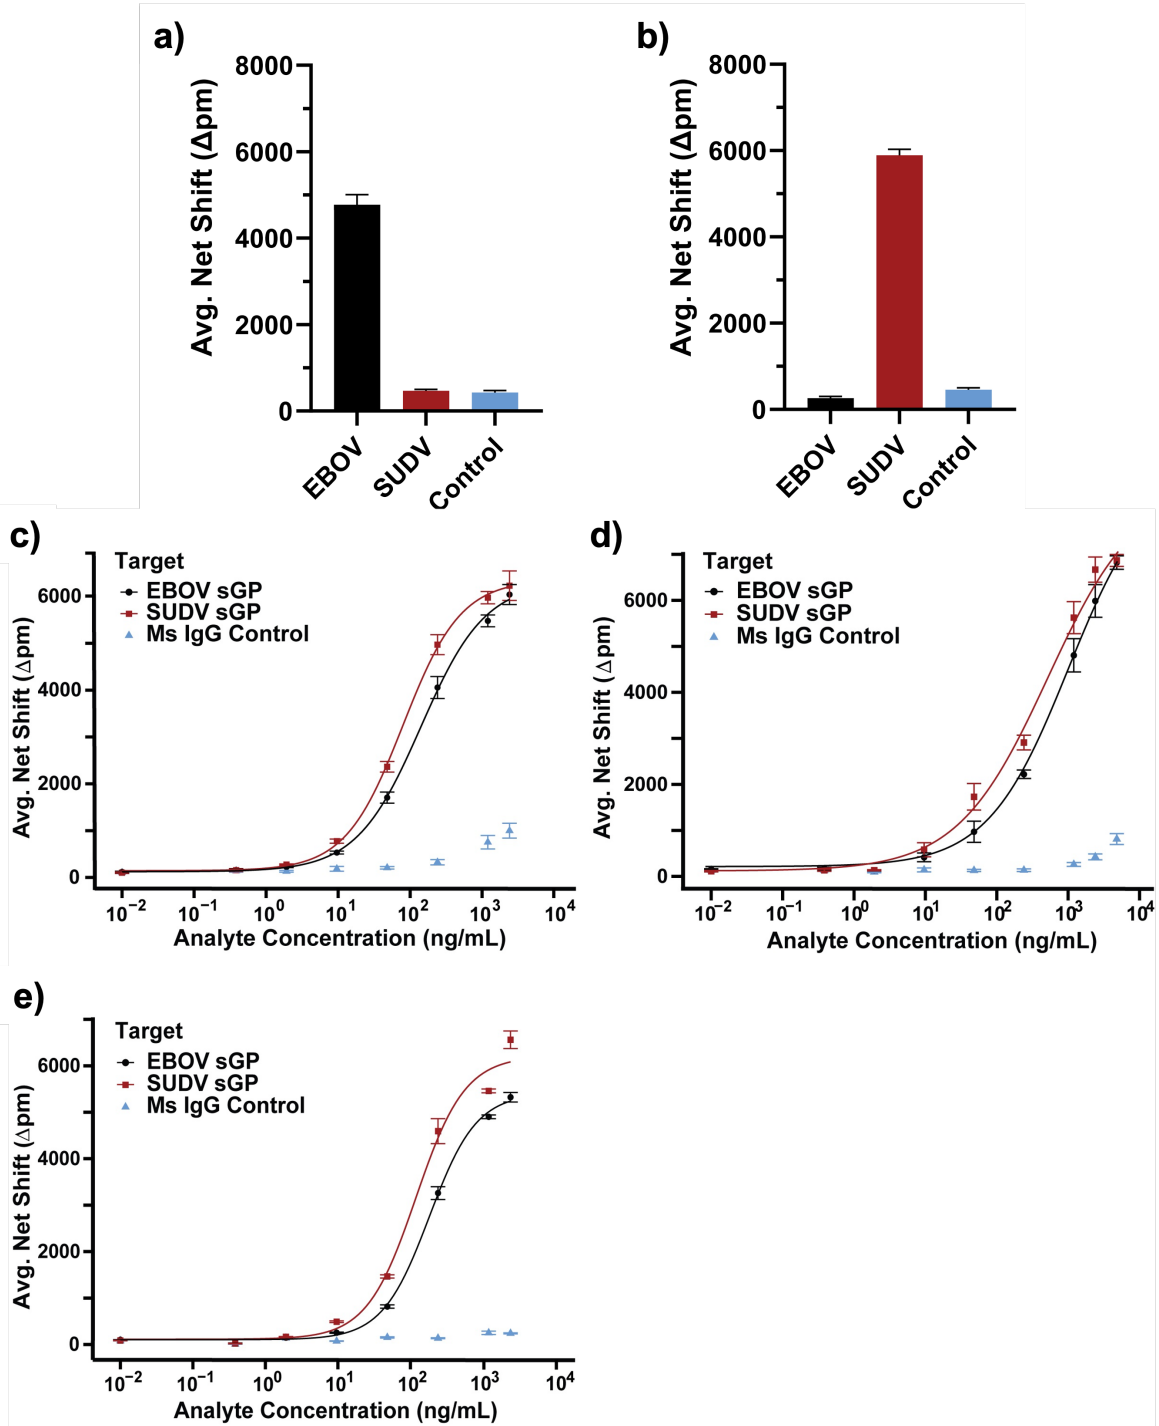 a)
Avg. Net Shift (Δpm)
8000
6000
4000
2000
0
EBOV
SUDV
Control
b)
Avg. Net Shift (Δpm)
8000
6000
4000
2000
0
EBOV
SUDV
Control
c)
Avg. Net Shift (Δpm)
6000
4000
2000
0
Target
EBOV sGP
SUDV sGP
Ms IgG Control
10⁻² 10⁻¹ 10⁰ 10¹ 10² 10³ 10⁴
Analyte Concentration (ng/mL)
d)
Avg. Net Shift (Δpm)
6000
4000
2000
0
Target
EBOV sGP
SUDV sGP
Ms IgG Control
10⁻² 10⁻¹ 10⁰ 10¹ 10² 10³ 10⁴
Analyte Concentration (ng/mL)
e)
Avg. Net Shift (Δpm)
6000
4000
2000
0
Target
EBOV sGP
SUDV sGP
Ms IgG Control
10⁻² 10⁻¹ 10⁰ 10¹ 10² 10³ 10⁴
Analyte Concentration (ng/mL)